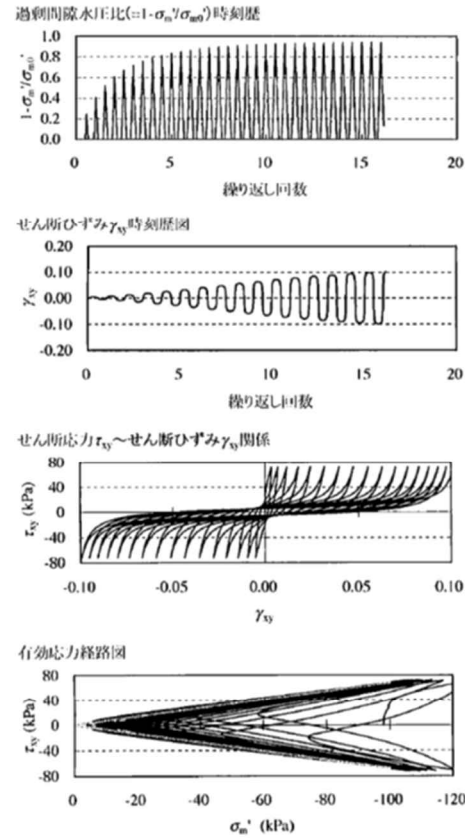 過剰間隙水圧比(=1-σm'/σm0')時刻歴
1-σm'/σm0'
1.0
0.8
0.6
0.4
0.2
0.0
0 5 10 15 20
繰り返し回数
せん断ひずみγxy時刻歴図
γxy
0.20
0.10
0.00
-0.10
-0.20
0 5 10 15 20
繰り返し回数
せん断応力τxy～せん断ひずみγxy関係
τxy (kPa)
80
40
0
-40
-80
-0.10 -0.05 0.00 0.05 0.10
γxy
有効応力経路図
τxy (kPa)
80
40
0
-40
-80
0 -20 -40 -60 -80 -100 -120
σm' (kPa)